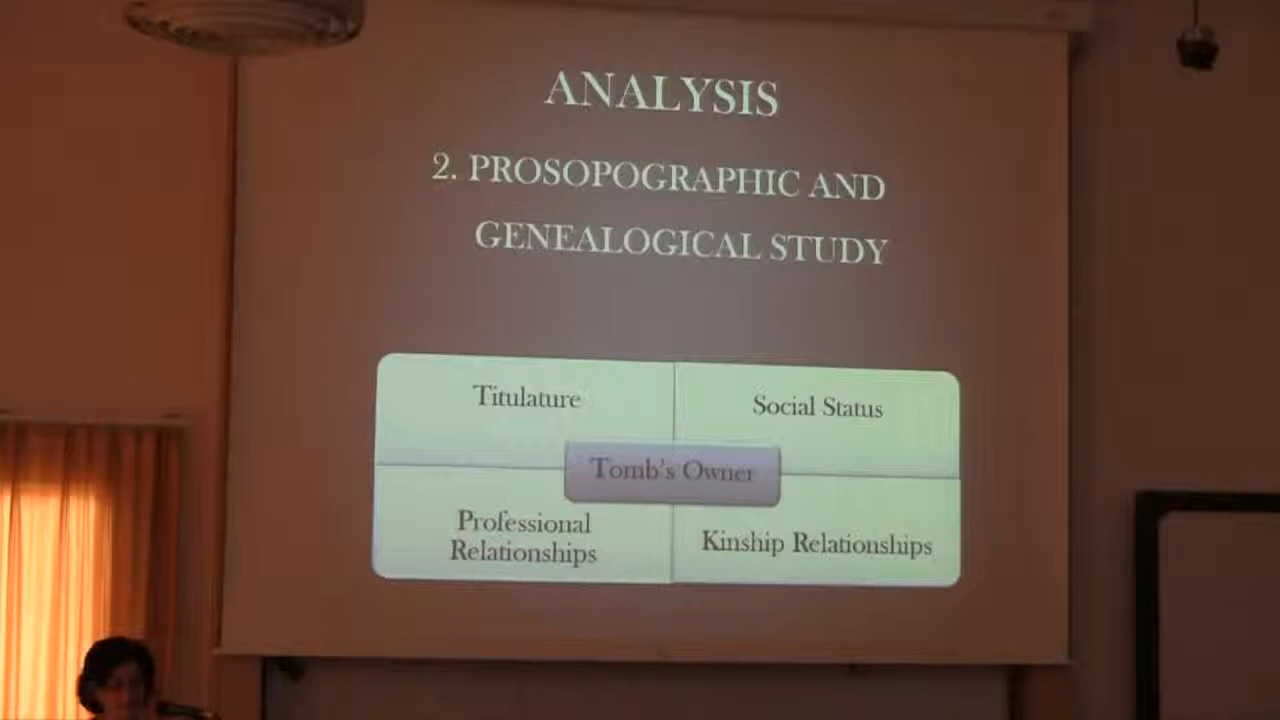 ANALYSIS
2. PROSOPOGRAPHIC AND
GENEALOGICAL STUDY
Titulature
Social Status
Tomb's Owner
Professional
Relationships
Kinship Relationships